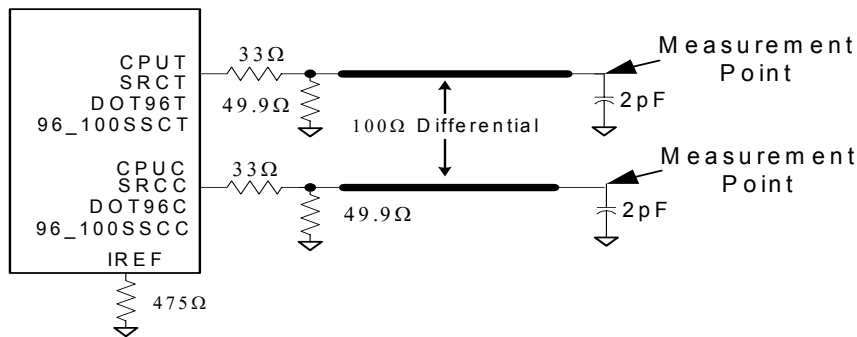 CPUT
SRCT
DOT96T
96_100SSCT
CPUC
SRCC
DOT96C
96_100SSCC
IREF
475Ω
33Ω
49.9Ω
100Ω Differential
33Ω
49.9Ω
Measurement
Point
2pF
Measurement
Point
2pF